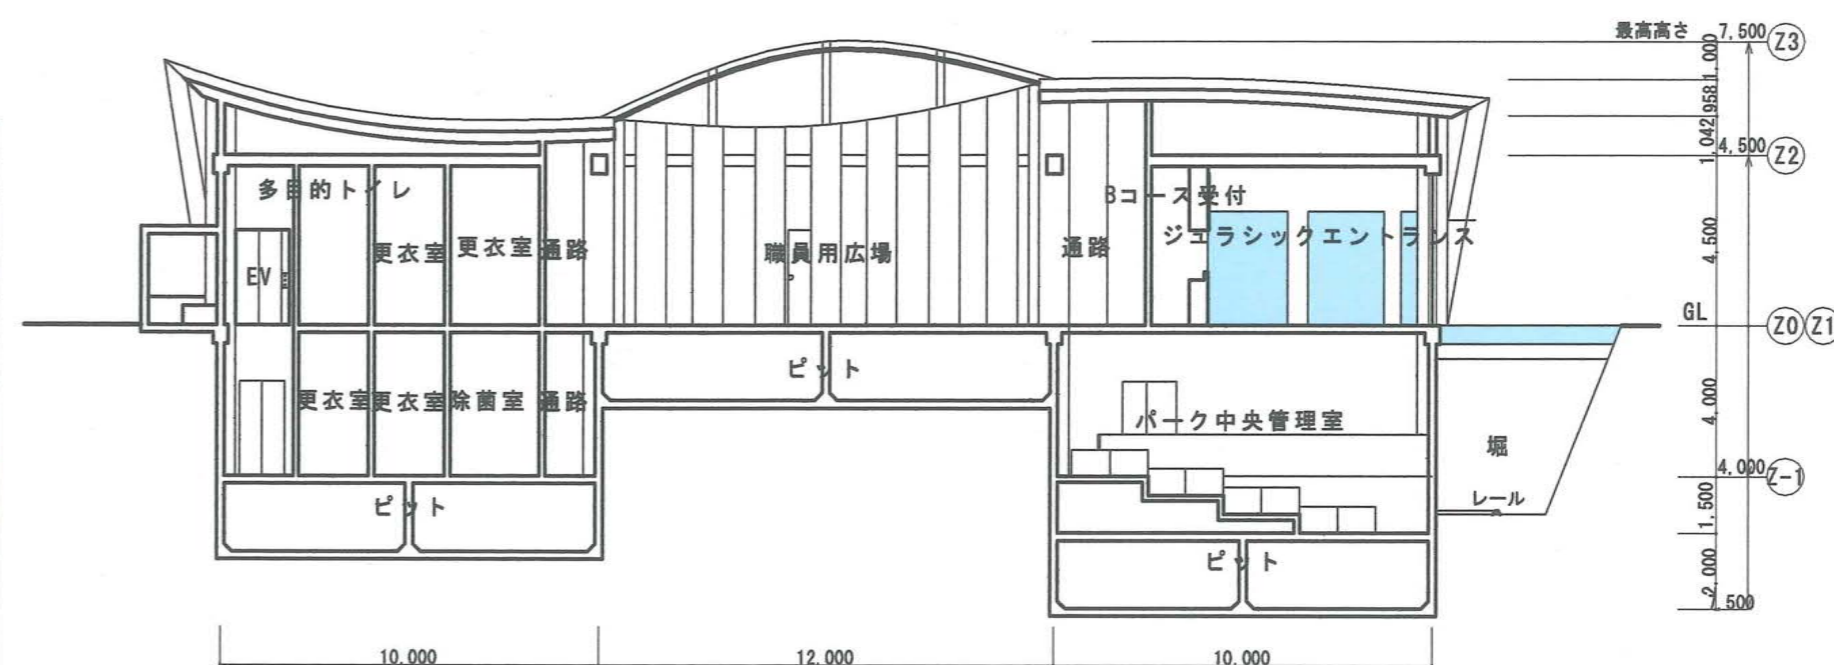 最高高さ 7,500 Z3
1,000
958
1,042
4,500 Z2
多目的トイレ
Bコース受付
ジュラシックエントランス
更衣室
更衣室
通路
職員用広場
通路
EV
4,500
GL
Z0 Z1
ピット
更衣室
更衣室
除菌室
通路
パーク中央管理室
堀
4,000
4,000 Z-1
レール
ピット
1,500
ピット
2,000
7,500
10,000
12,000
10,000